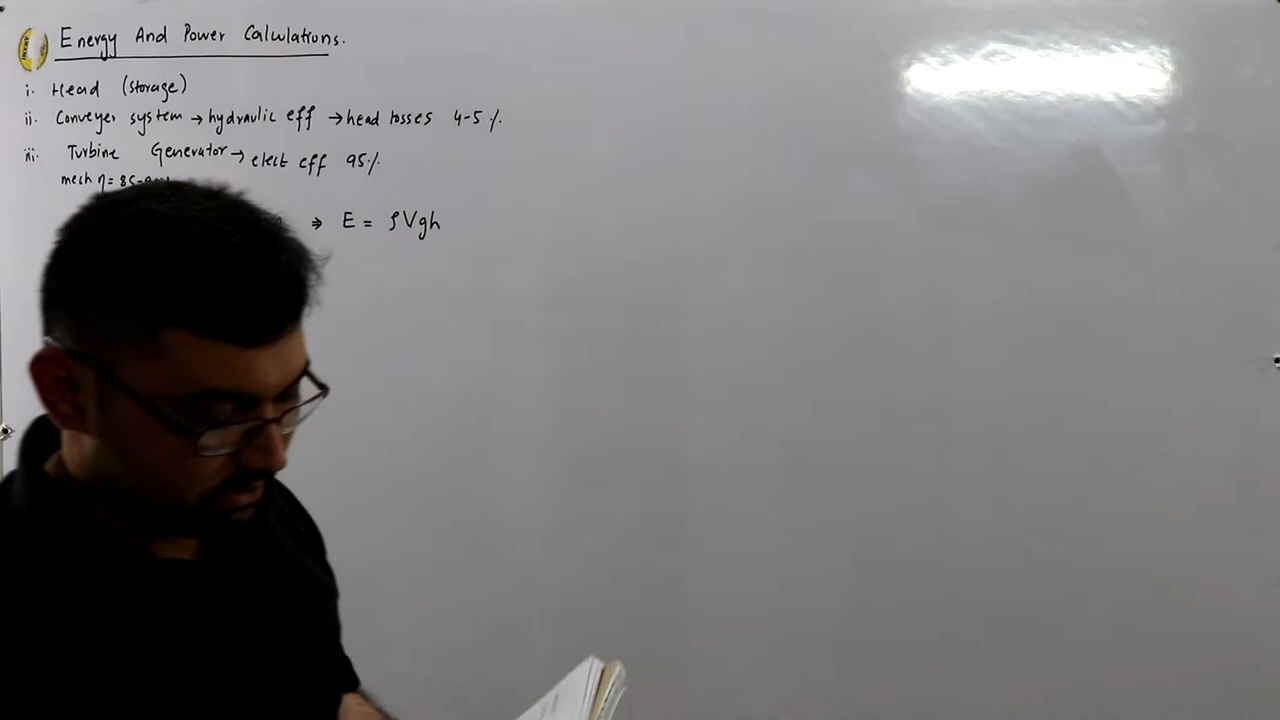 Energy And Power Calculations.
i. Head (storage)
ii. Conveyer system → hydraulic eff → head losses 4-5 %.
iii. Turbine Generator → elect eff 95%
mech η = 85-
⇒ E = ρVgh